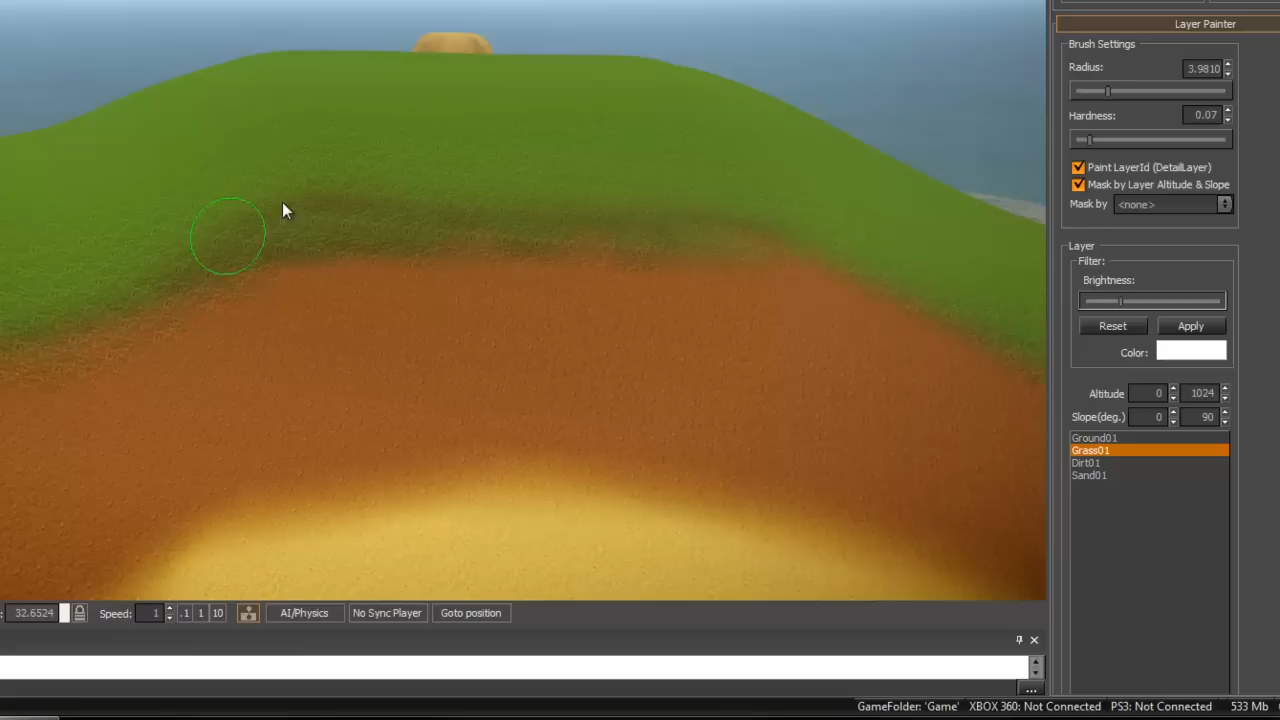 Layer Painter
Brush Settings
Radius: 3.9810
Hardness: 0.07
Paint LayerId (DetailLayer)
Mask by Layer Altitude & Slope
Mask by <none>
Layer
Filter:
Brightness:
Reset Apply
Color:
Altitude 0 1024
Slope(deg.) 0 90
Ground01
Grass01
Dirt01
Sand01
: 32.6524 Speed: 1 .1 1 10 AI/Physics No Sync Player Goto position
...
GameFolder: 'Game' XBOX 360: Not Connected PS3: Not Connected 533 Mb